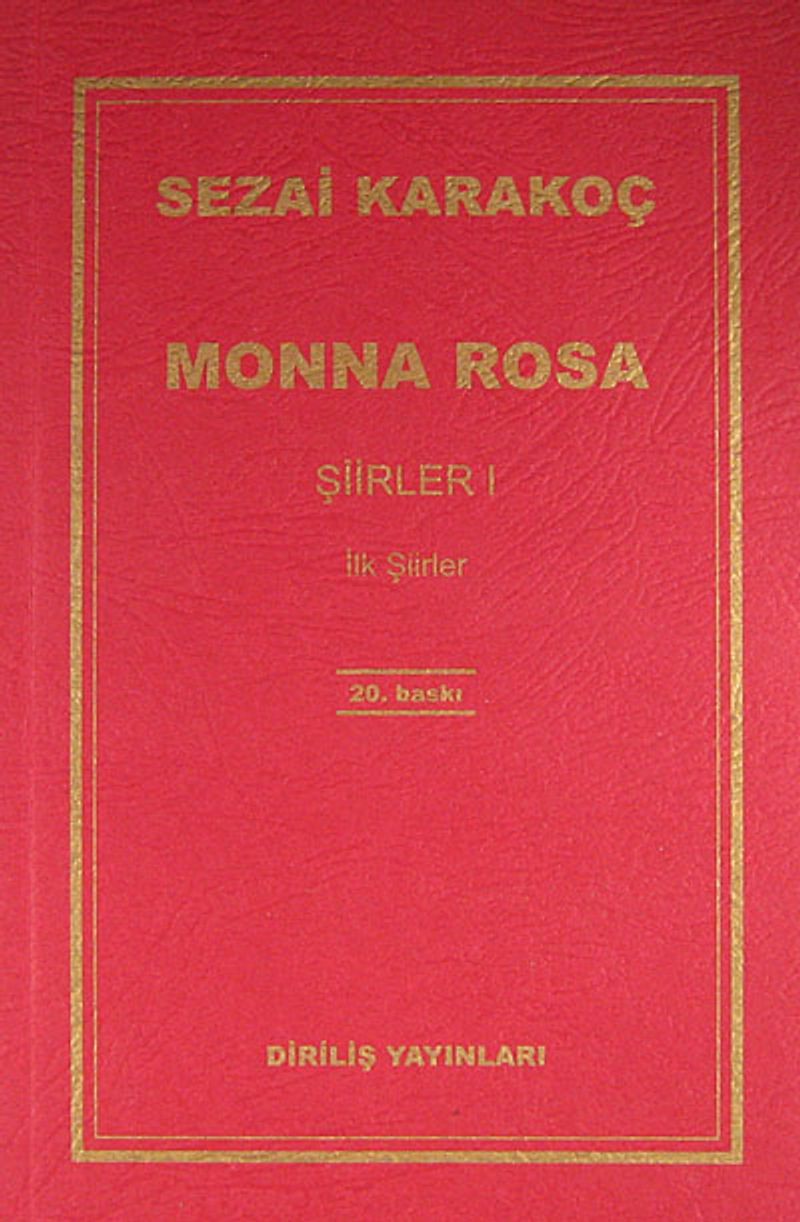 SEZAİ KARAKOÇ
MONNA ROSA
ŞİİRLER I
İlk Şiirler
20. baskı
DİRİLİŞ YAYINLARI